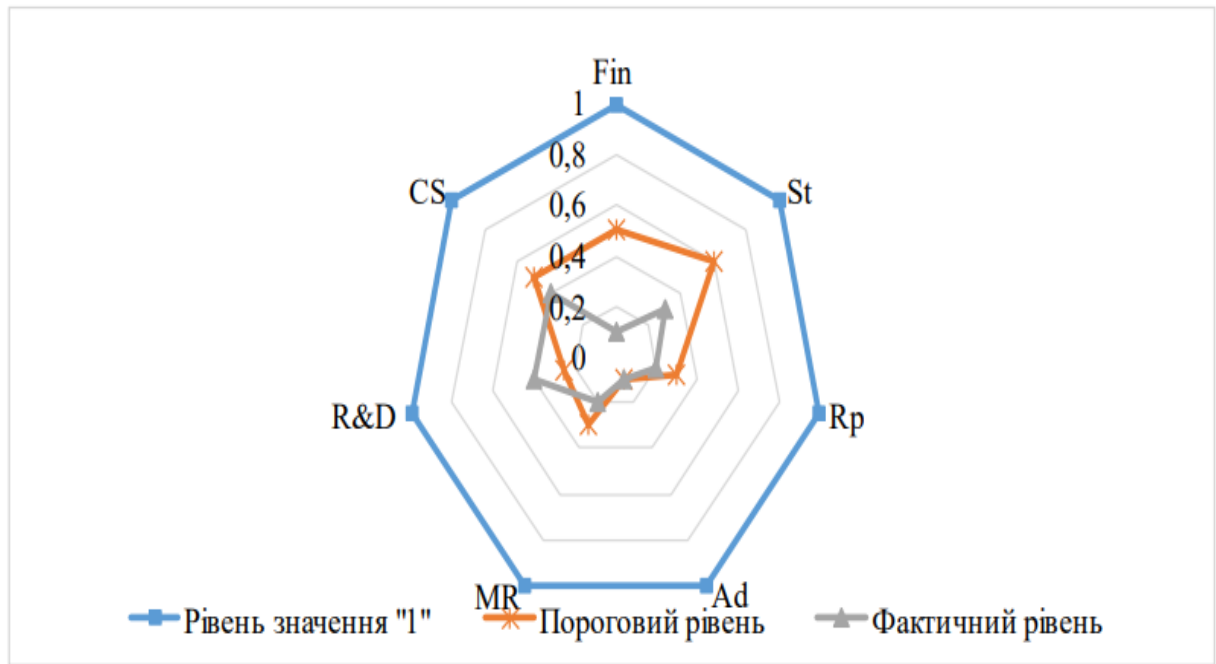 Fin
1
0,8
CS
St
0,6
0,4
0,2
0
R&D
Rp
MR
Ad
Рівень значення "1"
Пороговий рівень
Фактичний рівень